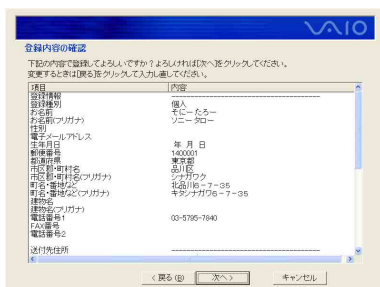 VAIO
登録内容の確認
下記の内容で登録してよろしいですか？よろしければ[次へ]をクリックしてください。
変更するときは[戻る]をクリックして入力し直してください。
項目 内容
登録情報 ----------------------------------------
登録種別 個人
お名前 そにーたろー
お名前(フリガナ) ソニータロー
性別
電子メールアドレス
生年月日 年 月 日
郵便番号 1400001
都道府県 東京都
市区郡・町村名 品川区
市区郡・町村名(フリガナ) シナガワク
町名・番地など 北品川6-7-35
町名・番地など(フリガナ) キタシナガワ6-7-35
建物名
建物名(フリガナ)
電話番号1 03-5795-7840
FAX番号
電話番号2
送付先住所 ----------------------------------------
< 戻る(B) 次へ > キャンセル